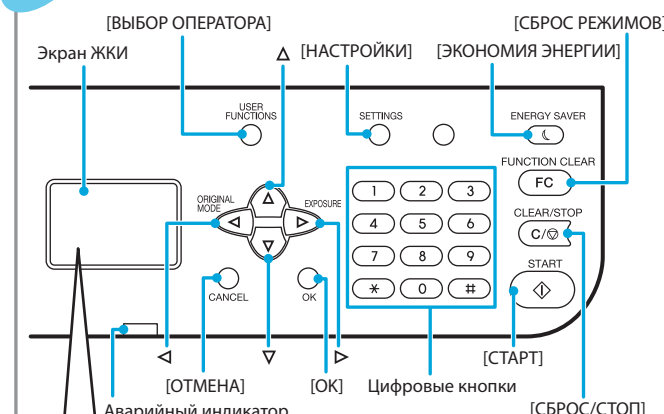 [ВЫБОР ОПЕРАТОРА]
[СБРОС РЕЖИМОВ]
Экран ЖКИ
△ [НАСТРОЙКИ]
[ЭКОНОМИЯ ЭНЕРГИИ]
USER
FUNCTIONS
SETTINGS
ENERGY SAVER
FUNCTION CLEAR
FC
ORIGINAL
MODE
EXPOSURE
1 2 3
4 5 6
7 8 9
* 0 #
CLEAR/STOP
C/
START
CANCEL
OK
◁ ▽ ▷
[СТАРТ]
[ОТМЕНА]
[OK]
Цифровые кнопки
Аварийный индикатор
[СБРОС/СТОП]